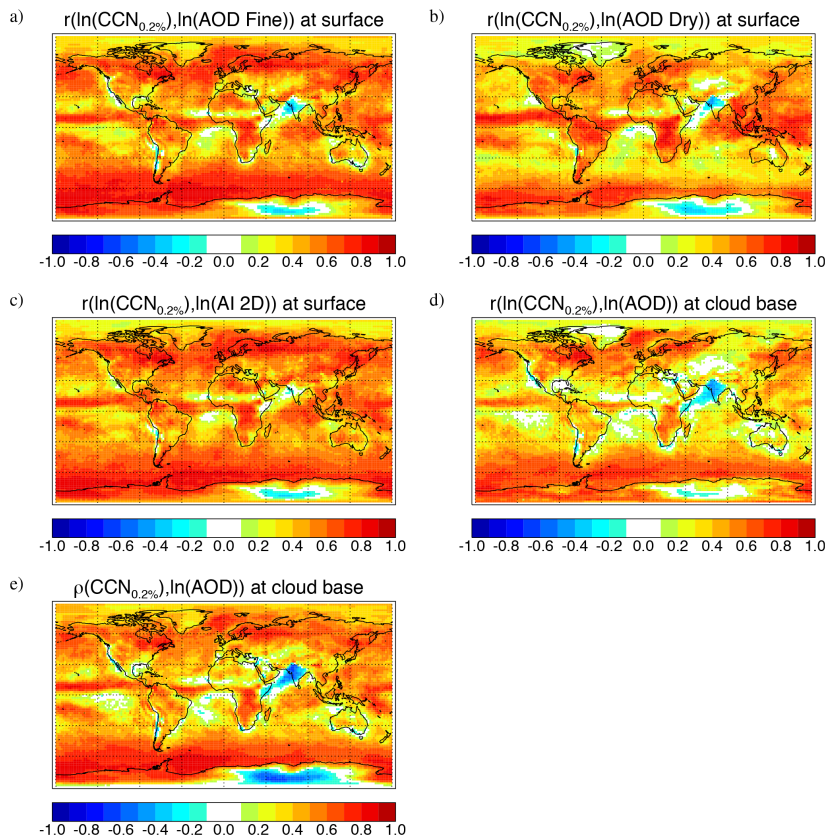 a) r(ln(CCN0.2%),ln(AOD Fine)) at surface
-1.0 -0.8 -0.6 -0.4 -0.2 0.0 0.2 0.4 0.6 0.8 1.0
b) r(ln(CCN0.2%),ln(AOD Dry)) at surface
-1.0 -0.8 -0.6 -0.4 -0.2 0.0 0.2 0.4 0.6 0.8 1.0
c) r(ln(CCN0.2%),ln(AI 2D)) at surface
-1.0 -0.8 -0.6 -0.4 -0.2 0.0 0.2 0.4 0.6 0.8 1.0
d) r(ln(CCN0.2%),ln(AOD)) at cloud base
-1.0 -0.8 -0.6 -0.4 -0.2 0.0 0.2 0.4 0.6 0.8 1.0
e) ρ(CCN0.2%),ln(AOD)) at cloud base
-1.0 -0.8 -0.6 -0.4 -0.2 0.0 0.2 0.4 0.6 0.8 1.0